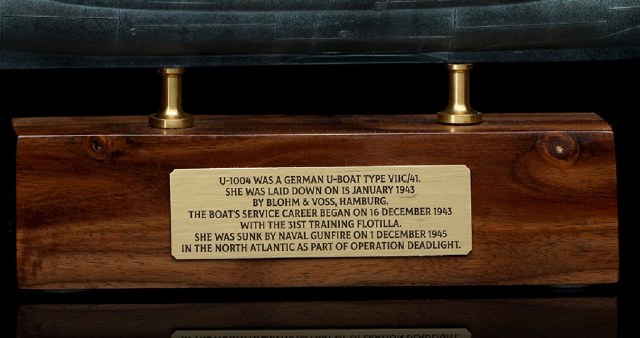 U-1004 WAS A GERMAN U-BOAT TYPE VIIC/41.
SHE WAS LAID DOWN ON 15 JANUARY 1943
BY BLOHM & VOSS, HAMBURG.
THE BOAT'S SERVICE CAREER BEGAN ON 16 DECEMBER 1943
WITH THE 31ST TRAINING FLOTILLA.
SHE WAS SUNK BY NAVAL GUNFIRE ON 1 DECEMBER 1945
IN THE NORTH ATLANTIC AS PART OF OPERATION DEADLIGHT.